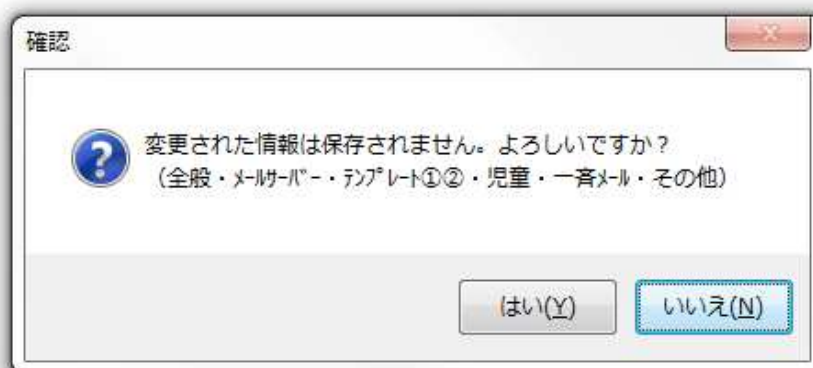 確認
変更された情報は保存されません。よろしいですか？
（全般・ﾒｰﾙｻｰﾊﾞｰ・ﾃﾝﾌﾟﾚｰﾄ①②・児童・一斉ﾒｰﾙ・その他）
はい(Y)
いいえ(N)